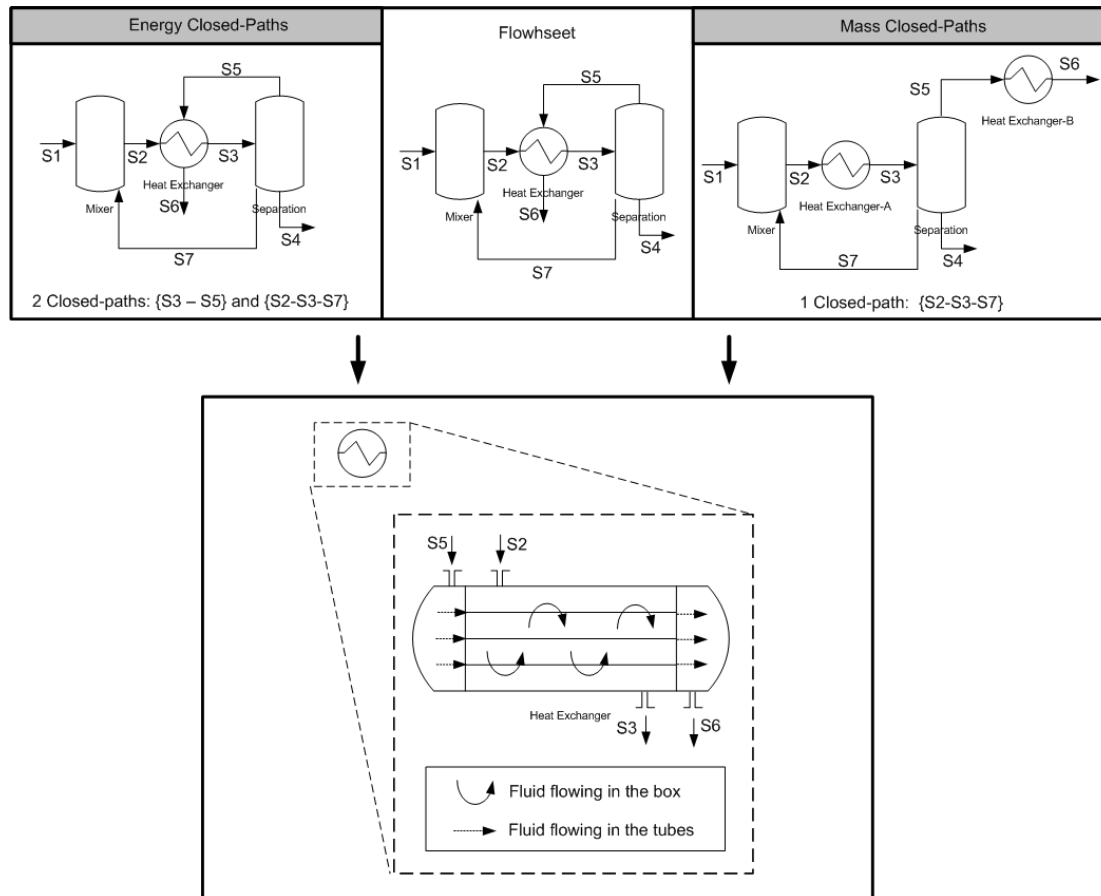 Energy Closed-Paths
S5
S1
S2
S3
Heat Exchanger
Mixer
S6
Separation
S4
S7
2 Closed-paths: {S3 – S5} and {S2-S3-S7}
Flowhseet
S5
S1
S2
S3
Heat Exchanger
Mixer
S6
Separation
S4
S7
Mass Closed-Paths
S6
S5
Heat Exchanger-B
S1
S2
S3
Heat Exchanger-A
Mixer
Separation
S7
S4
1 Closed-path: {S2-S3-S7}
S5
S2
Heat Exchanger
S3
S6
Fluid flowing in the box
Fluid flowing in the tubes